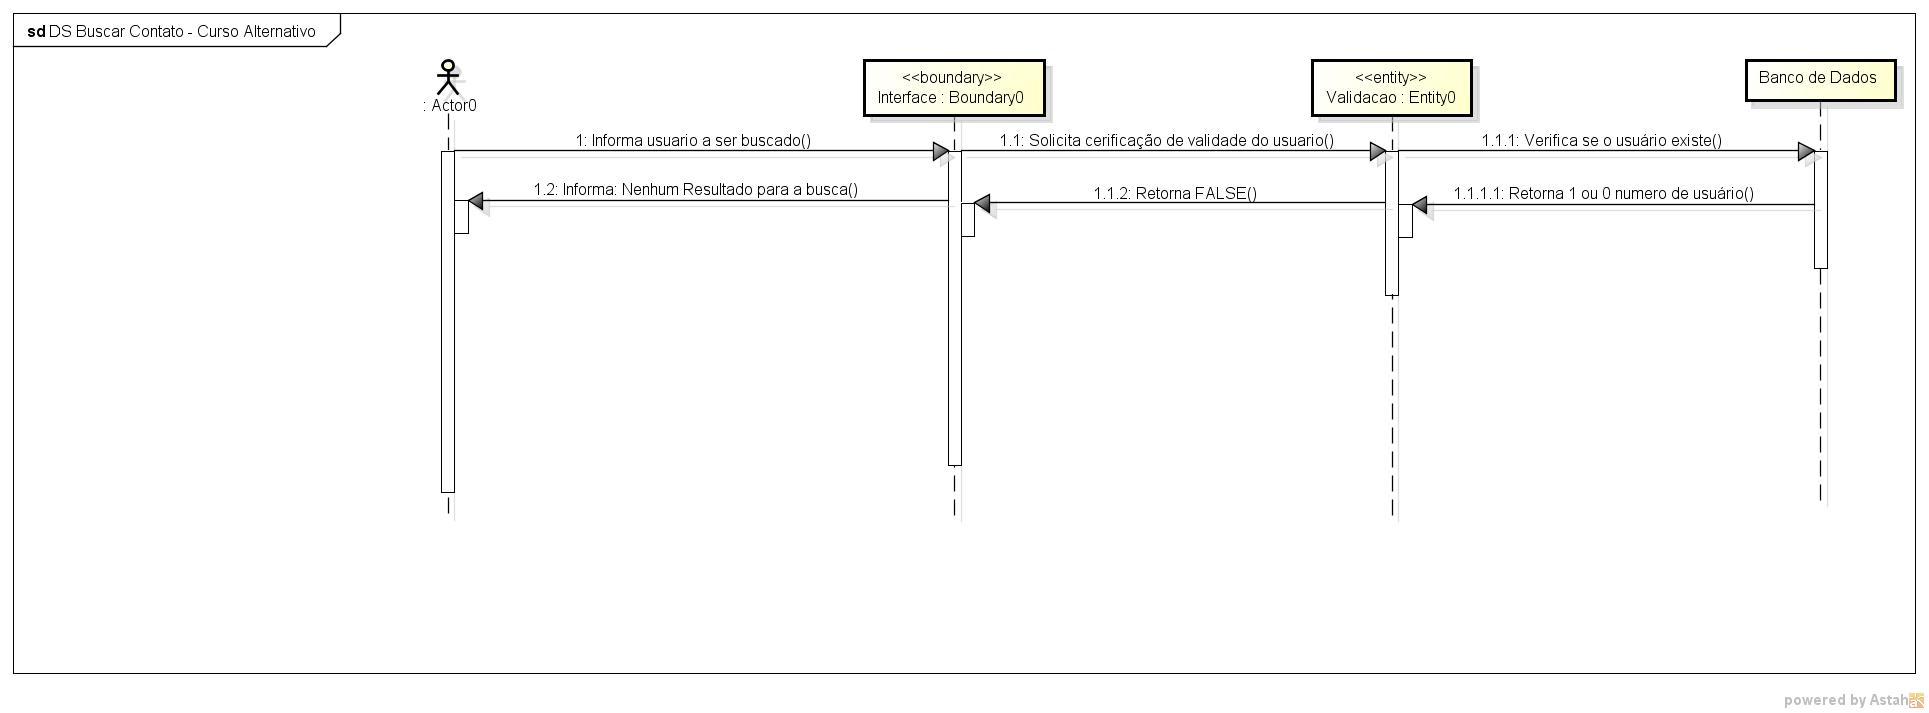 sd DS Buscar Contato - Curso Alternativo
: Actor0
<<boundary>>
Interface : Boundary0
<<entity>>
Validacao : Entity0
Banco de Dados
1: Informa usuario a ser buscado()
1.1: Solicita cerificação de validade do usuario()
1.1.1: Verifica se o usuário existe()
1.2: Informa: Nenhum Resultado para a busca()
1.1.2: Retorna FALSE()
1.1.1.1: Retorna 1 ou 0 numero de usuário()
powered by Astah